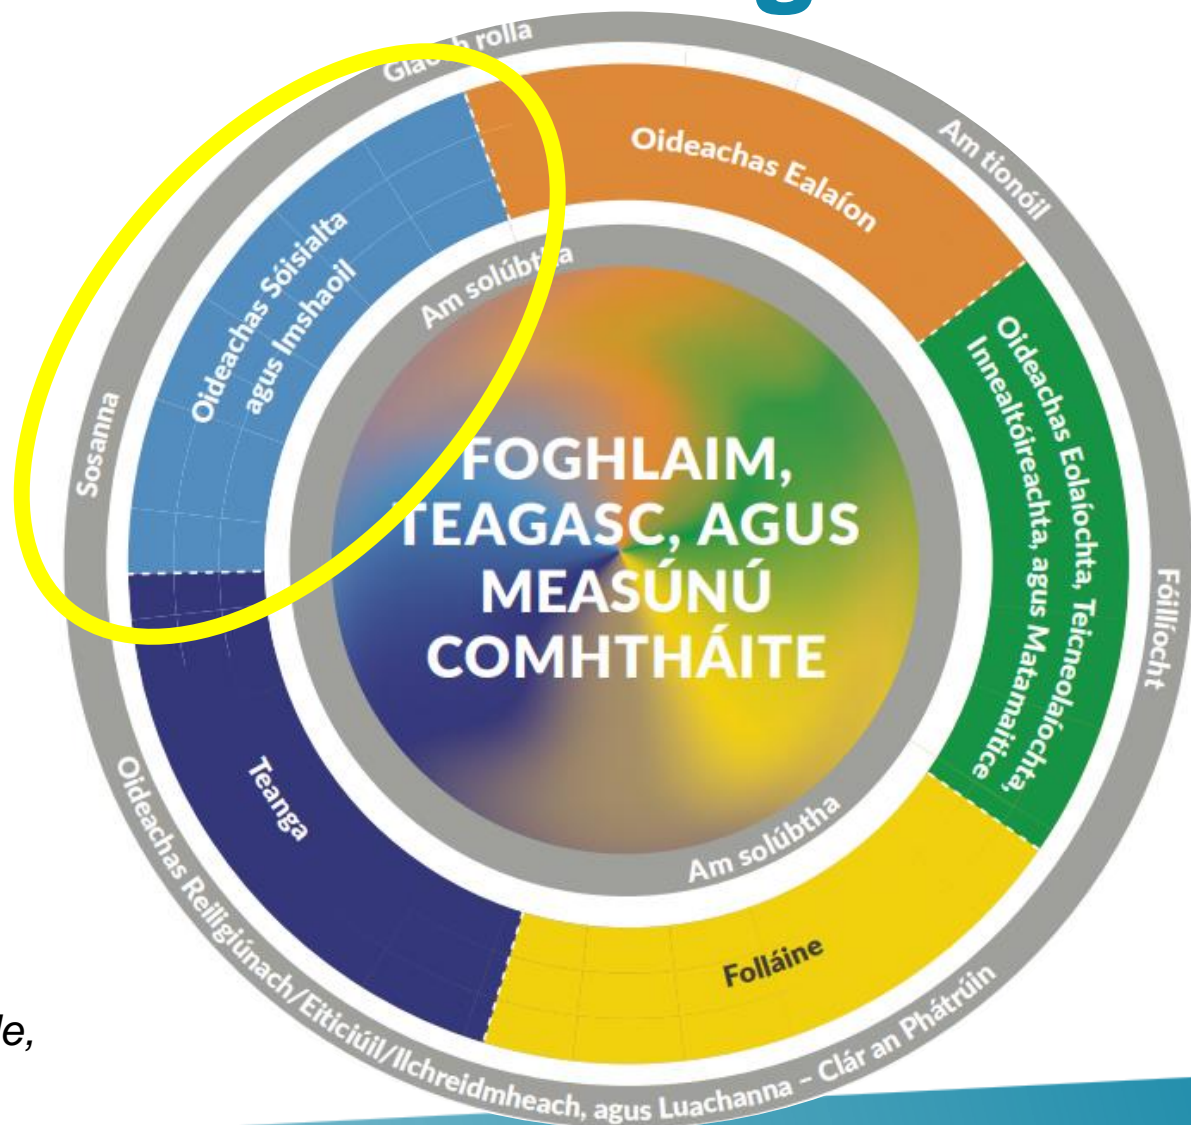 g
Glaoch rolla
Am tionóil
Oideachas Ealaíon
Oideachas Sóisialta
agus Imshaoil
Am solúbtha
Sosanna
Oideachas Eolaíochta, Teicneolaíochta,
Innealtóireachta, agus Matamaitice
FOGHLAIM,
TEAGASC, AGUS
MEASÚNÚ
COMHTHÁITE
Fóillíocht
Teanga
Am solúbtha
Folláine
Oideachas Reiligiúnach/Eiticiúil/Ilchreidmheach, agus Luachanna – Clár an Phátrúin
le,